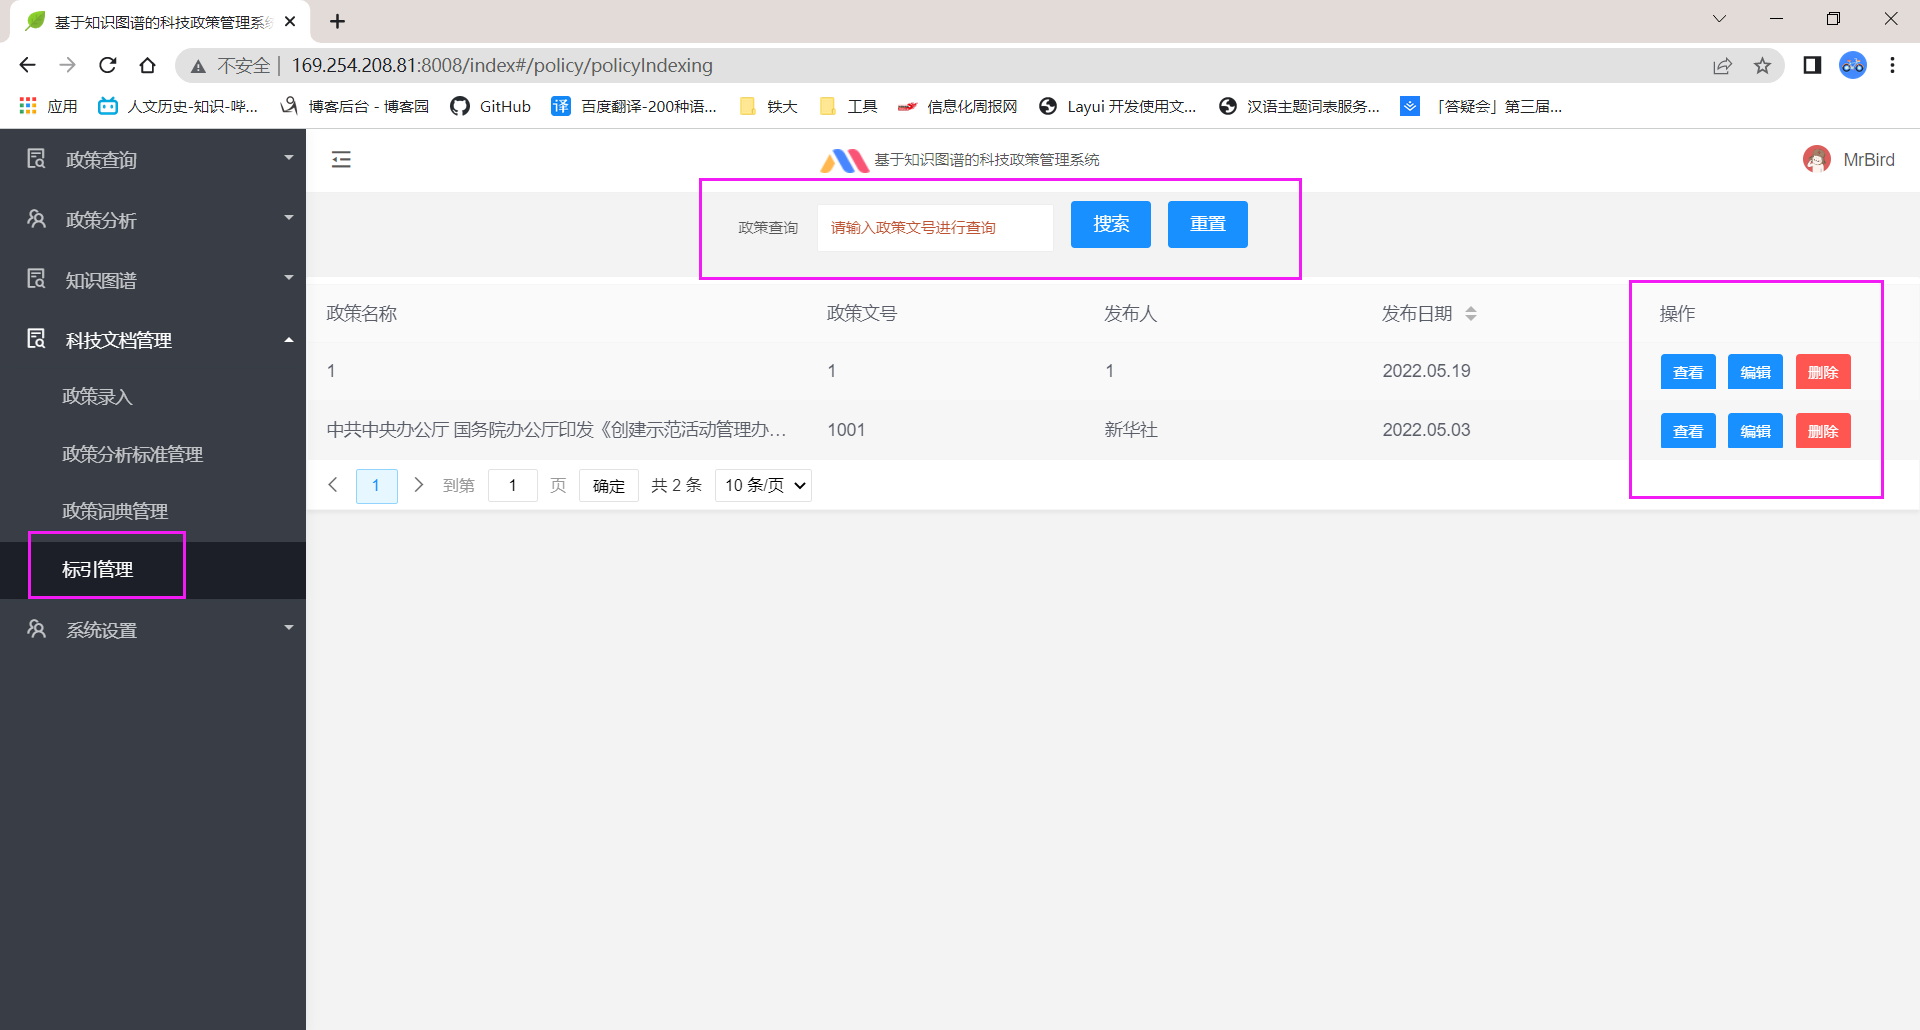 基于知识图谱的科技政策管理系统
不安全 169.254.208.81:8008/index#/policy/policyIndexing
应用 人文历史-知识-哔... 博客后台 - 博客园 GitHub 百度翻译-200种语... 铁大 工具 信息化周报网 Layui 开发使用文... 汉语主题词表服务... 「答疑会」第三届...
政策查询
政策分析
知识图谱
科技文档管理
政策录入
政策分析标准管理
政策词典管理
标引管理
系统设置
基于知识图谱的科技政策管理系统
MrBird
政策查询 请输入政策文号进行查询 搜索 重置
政策名称 政策文号 发布人 发布日期 操作
1 1 1 2022.05.19 查看 编辑 删除
中共中央办公厅 国务院办公厅印发《创建示范活动管理办... 1001 新华社 2022.05.03 查看 编辑 删除
1 到第 1 页 确定 共 2 条 10 条/页